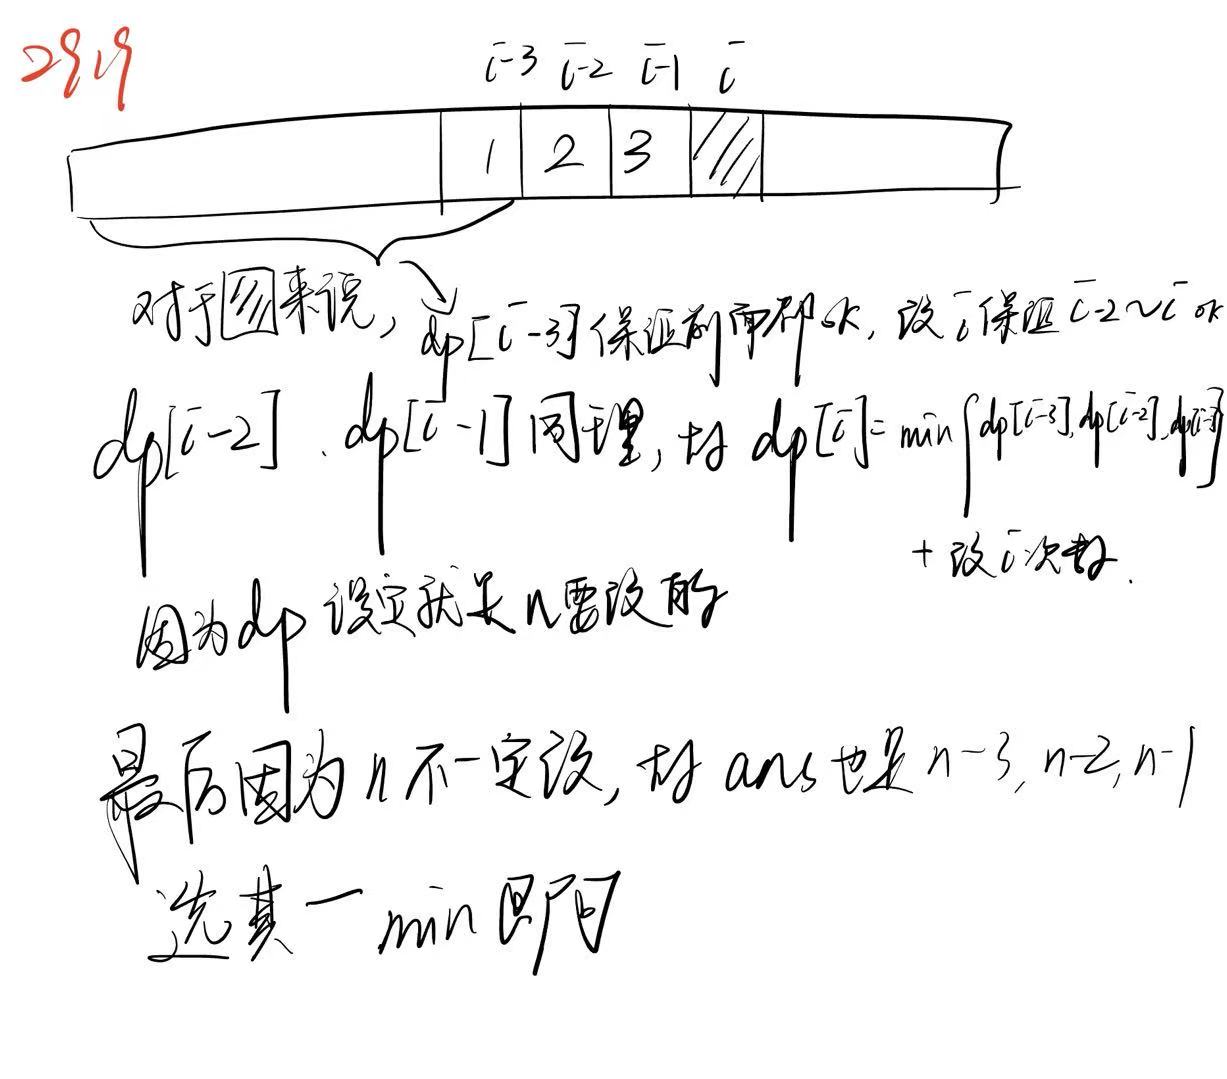 2919
i-3 i-2 i-1 i
1 2 3
对于来说, dp[i-3]保证前面都ok, 改i保证i-2~i ok
dp[i-2]、dp[i-1]同理, 故 dp[i]=min{dp[i-3],dp[i-2],dp[i-1]}
+改i次数.
因为dp设定就是n要改的
最后因为n不一定改, 故ans也是n-3, n-2, n-1
选其一min即可